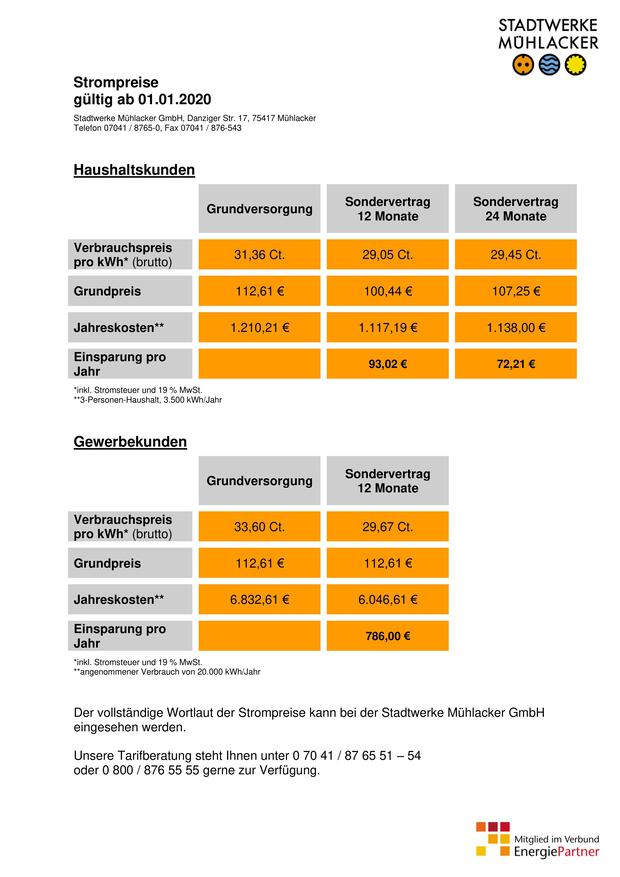 STADTWERKE
MÜHLACKER
Strompreise
gültig ab 01.01.2020
Stadtwerke Mühlacker GmbH, Danziger Str. 17, 75417 Mühlacker
Telefon 07041 / 8765-0, Fax 07041 / 876-543
Haushaltskunden
Grundversorgung
Sondervertrag
12 Monate
Sondervertrag
24 Monate
Verbrauchspreis
pro kWh* (brutto)
31,36 Ct.
29,05 Ct.
29,45 Ct.
Grundpreis
112,61 €
100,44 €
107,25 €
Jahreskosten**
1.210,21 €
1.117,19 €
1.138,00 €
Einsparung pro
Jahr
93,02 €
72,21 €
*inkl. Stromsteuer und 19 % MwSt.
**3-Personen-Haushalt, 3.500 kWh/Jahr
Gewerbekunden
Grundversorgung
Sondervertrag
12 Monate
Verbrauchspreis
pro kWh* (brutto)
33,60 Ct.
29,67 Ct.
Grundpreis
112,61 €
112,61 €
Jahreskosten**
6.832,61 €
6.046,61 €
Einsparung pro
Jahr
786,00 €
*inkl. Stromsteuer und 19 % MwSt.
**angenommener Verbrauch von 20.000 kWh/Jahr
Der vollständige Wortlaut der Strompreise kann bei der Stadtwerke Mühlacker GmbH
eingesehen werden.
Unsere Tarifberatung steht Ihnen unter 0 70 41 / 87 65 51 – 54
oder 0 800 / 876 55 55 gerne zur Verfügung.
Mitglied im Verbund
EnergiePartner